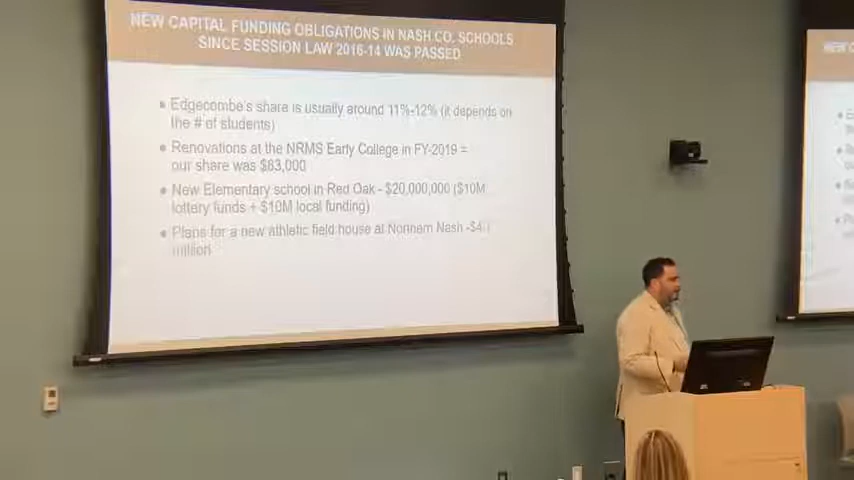 NEW CAPITAL FUNDING OBLIGATIONS IN NASH CO. SCHOOLS
SINCE SESSION LAW 2016-14 WAS PASSED
Edgecombe's share is usually around 11%-12% (it depends on
the # of students)
Renovations at the NRMS Early College in FY-2019 =
our share was $83,000
New Elementary school in Red Oak - $20,000,000 ($10M
lottery funds + $10M local funding)
Plans for a new athletic field house at Northern Nash -$4
million
NEW C